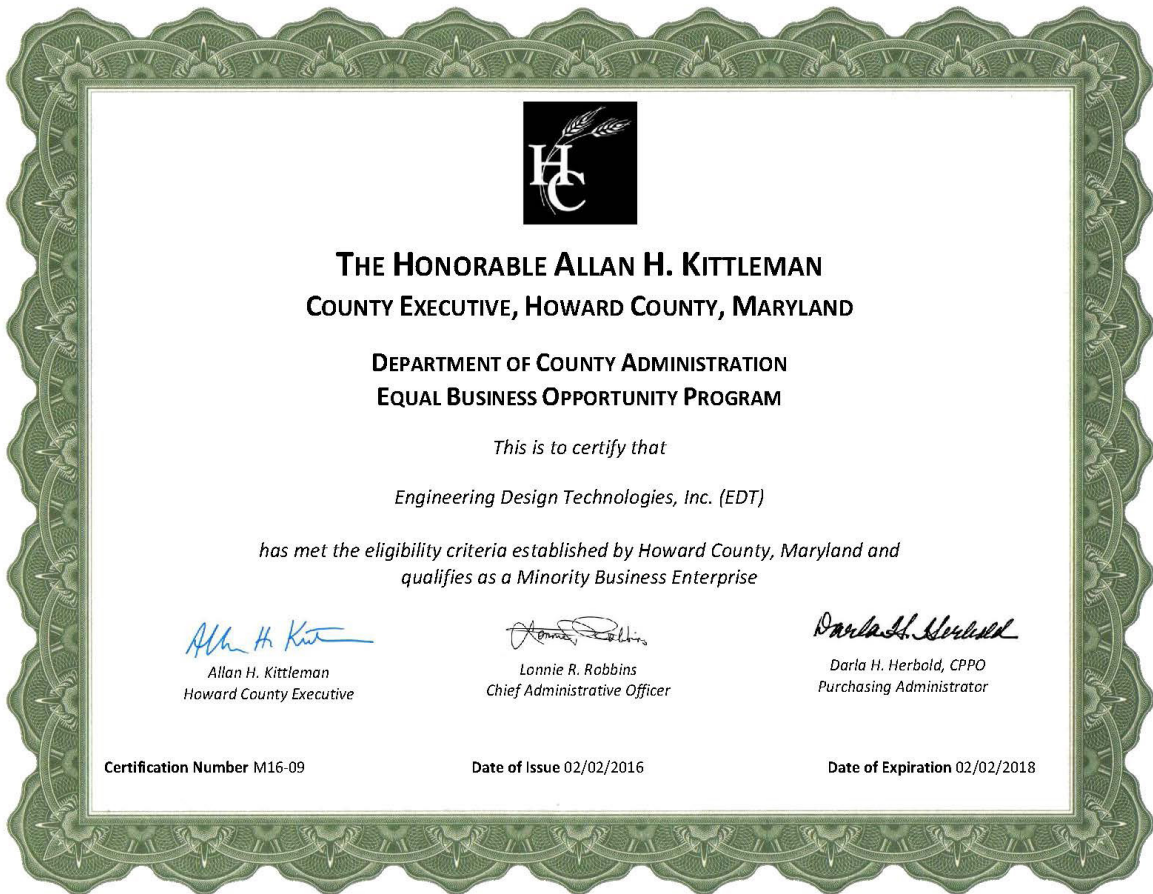 HC
THE HONORABLE ALLAN H. KITTLEMAN
COUNTY EXECUTIVE, HOWARD COUNTY, MARYLAND
DEPARTMENT OF COUNTY ADMINISTRATION
EQUAL BUSINESS OPPORTUNITY PROGRAM
This is to certify that
Engineering Design Technologies, Inc. (EDT)
has met the eligibility criteria established by Howard County, Maryland and
qualifies as a Minority Business Enterprise
Allan H. Kittleman
Howard County Executive
Lonnie R. Robbins
Chief Administrative Officer
Darla H. Herbold, CPPO
Purchasing Administrator
Certification Number M16-09
Date of Issue 02/02/2016
Date of Expiration 02/02/2018